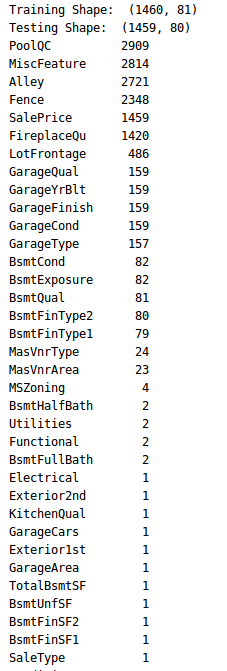 Training Shape:  (1460, 81)
Testing Shape:  (1459, 80)
PoolQC 2909
MiscFeature 2814
Alley 2721
Fence 2348
SalePrice 1459
FireplaceQu 1420
LotFrontage 486
GarageQual 159
GarageYrBlt 159
GarageFinish 159
GarageCond 159
GarageType 157
BsmtCond 82
BsmtExposure 82
BsmtQual 81
BsmtFinType2 80
BsmtFinType1 79
MasVnrType 24
MasVnrArea 23
MSZoning 4
BsmtHalfBath 2
Utilities 2
Functional 2
BsmtFullBath 2
Electrical 1
Exterior2nd 1
KitchenQual 1
GarageCars 1
Exterior1st 1
GarageArea 1
TotalBsmtSF 1
BsmtUnfSF 1
BsmtFinSF2 1
BsmtFinSF1 1
SaleType 1